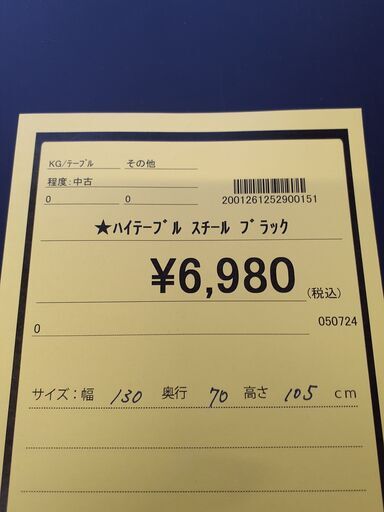 KG/ﾃｰﾌﾞﾙ その他
程度:中古
0 0
2001261252900151
★ﾊｲﾃｰﾌﾞﾙ ｽﾁｰﾙ ﾌﾞﾗｯｸ
¥6,980(税込)
0 050724
サイズ:幅 130 奥行 70 高さ 105 cm